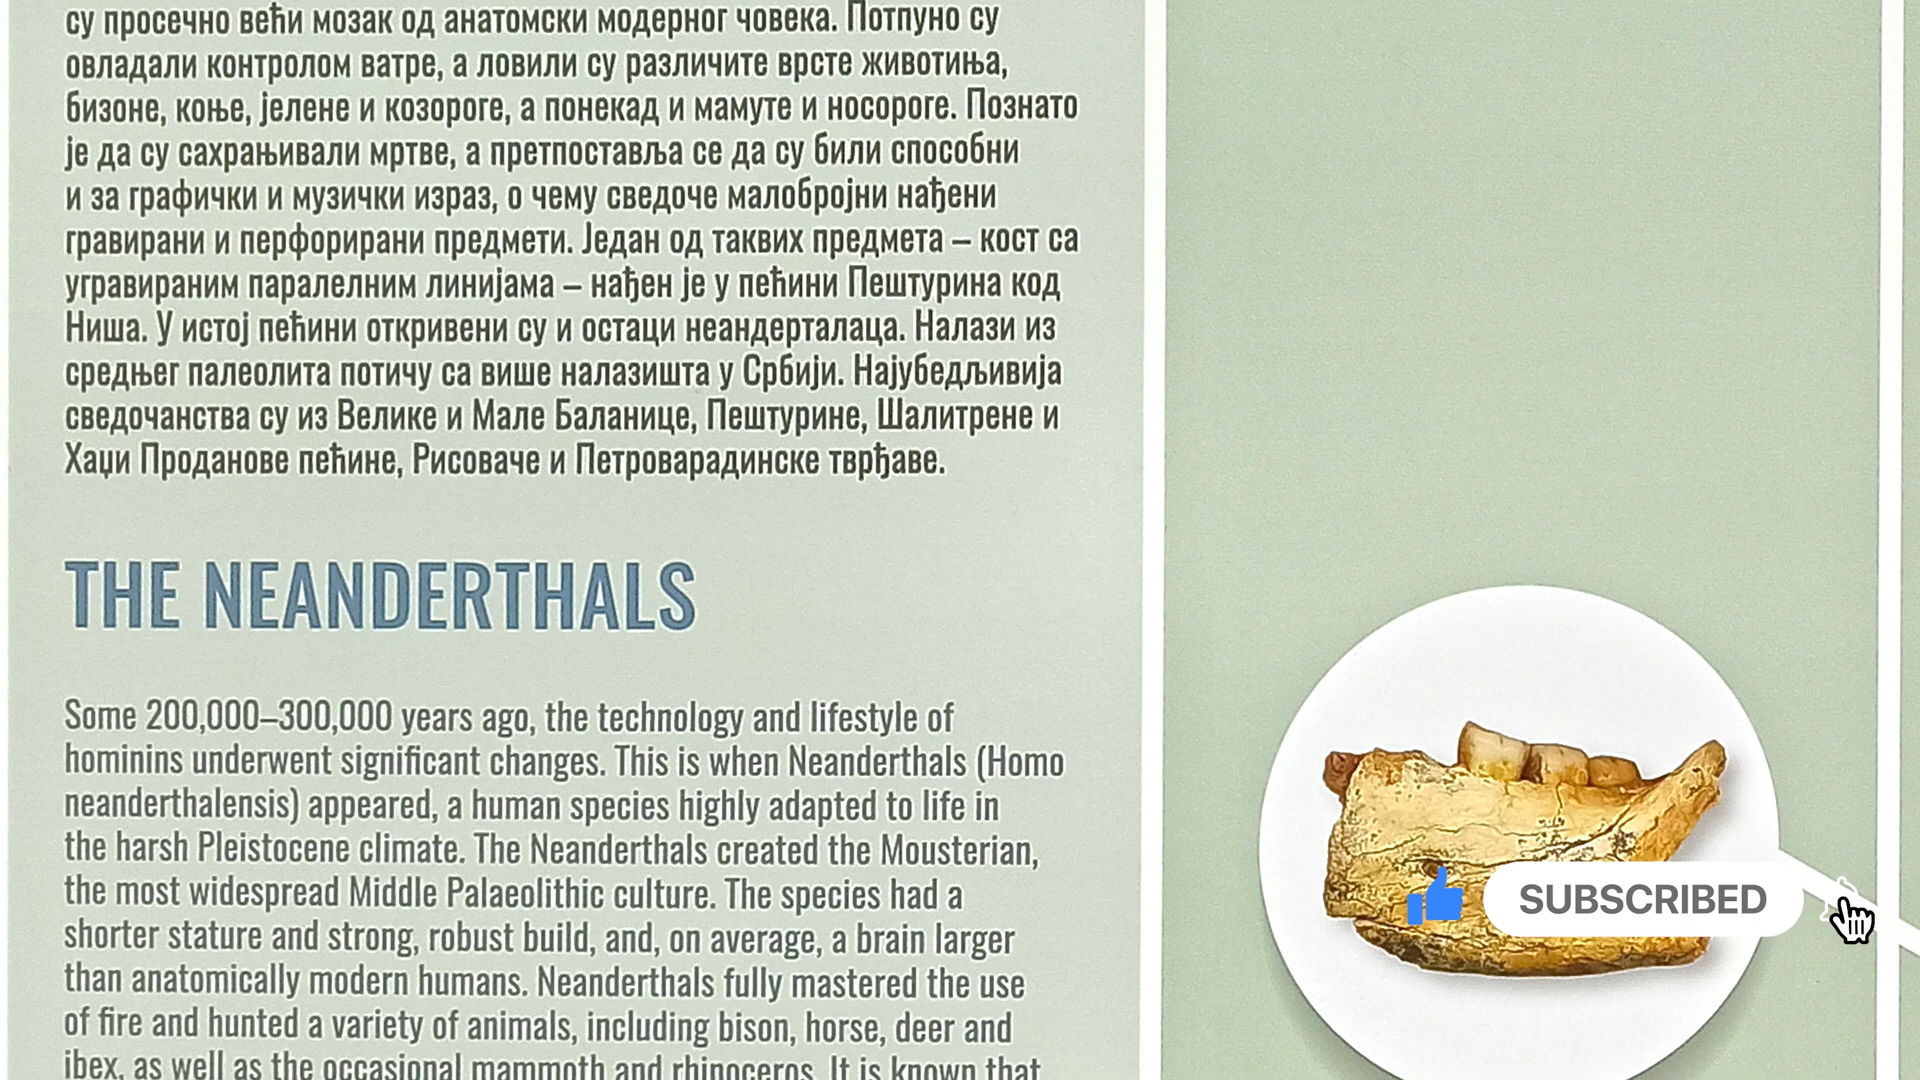 су просечно већи мозак од анатомски модерног човека. Потпуно су
овладали контролом ватре, а ловили су различите врсте животиња,
бизоне, коње, јелене и козороге, а понекад и мамуте и носороге. Познато
је да су сахрањивали мртве, а претпоставља се да су били способни
и за графички и музички израз, о чему сведоче малобројни нађени
гравирани и перфорирани предмети. Један од таквих предмета – кост са
угравираним паралелним линијама – нађен је у пећини Пештурина код
Ниша. У истој пећини откривени су и остаци неандерталаца. Налази из
средњег палеолита потичу са више налазишта у Србији. Најубедљивија
сведочанства су из Велике и Мале Баланице, Пештурине, Шалитрене и
Хаџи Проданове пећине, Рисоваче и Петроварадинске тврђаве.
THE NEANDERTHALS
Some 200,000–300,000 years ago, the technology and lifestyle of
hominins underwent significant changes. This is when Neanderthals (Homo
neanderthalensis) appeared, a human species highly adapted to life in
the harsh Pleistocene climate. The Neanderthals created the Mousterian,
the most widespread Middle Palaeolithic culture. The species had a
shorter stature and strong, robust build, and, on average, a brain larger
than anatomically modern humans. Neanderthals fully mastered the use
of fire and hunted a variety of animals, including bison, horse, deer and
ibex, as well as the occasional mammoth and rhinoceros. It is known that
SUBSCRIBED